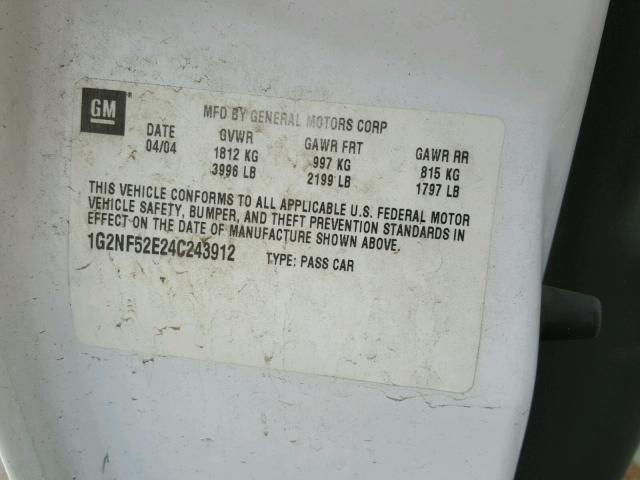 GM
MFD BY GENERAL MOTORS CORP
DATE GVWR GAWR FRT GAWR RR
04/04 1812 KG 997 KG 815 KG
3996 LB 2199 LB 1797 LB
THIS VEHICLE CONFORMS TO ALL APPLICABLE U.S. FEDERAL MOTOR
VEHICLE SAFETY, BUMPER, AND THEFT PREVENTION STANDARDS IN
EFFECT ON THE DATE OF MANUFACTURE SHOWN ABOVE.
1G2NF52E24C243912 TYPE: PASS CAR